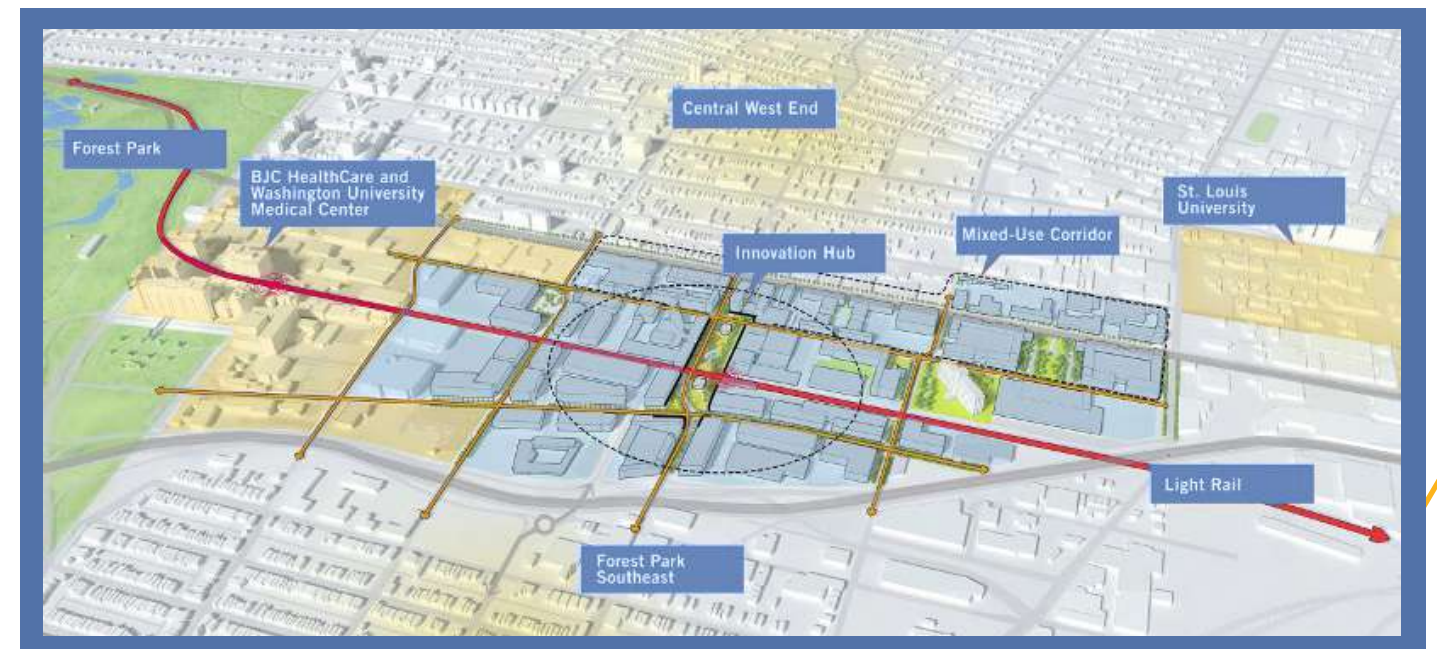 Central West End
Forest Park
BJC HealthCare and
Washington University
Medical Center
St. Louis
University
Mixed-Use Corridor
Innovation Hub
Light Rail
Forest Park
Southeast